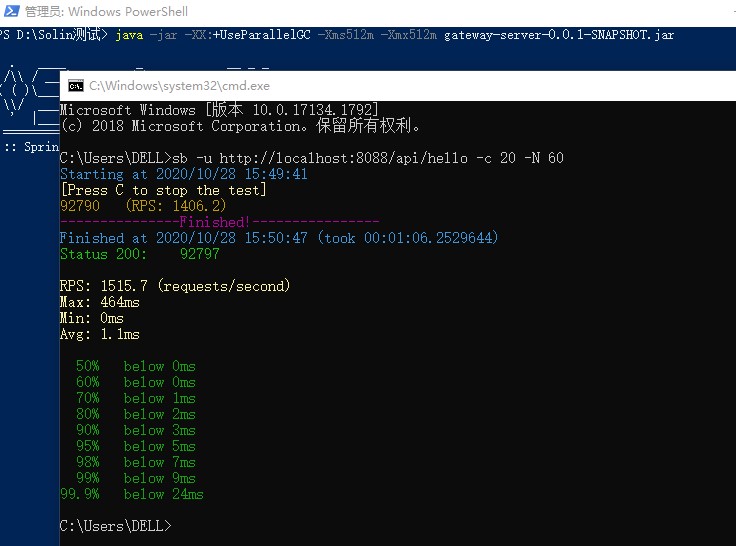 管理员: Windows PowerShell
PS D:\Solin测试> java -jar -XX:+UseParallelGC -Xms512m -Xmx512m gateway-server-0.0.1-SNAPSHOT.jar
C:\Windows\system32\cmd.exe
Microsoft Windows [版本 10.0.17134.1792]
(c) 2018 Microsoft Corporation。保留所有权利。
:: Sprin
C:\Users\DELL>sb -u http://localhost:8088/api/hello -c 20 -N 60
Starting at 2020/10/28 15:49:41
[Press C to stop the test]
92790 (RPS: 1406.2)
---------------Finished!----------------
Finished at 2020/10/28 15:50:47 (took 00:01:06.2529644)
Status 200: 92797
RPS: 1515.7 (requests/second)
Max: 464ms
Min: 0ms
Avg: 1.1ms
50% below 0ms
60% below 0ms
70% below 1ms
80% below 2ms
90% below 3ms
95% below 5ms
98% below 7ms
99% below 9ms
99.9% below 24ms
C:\Users\DELL>